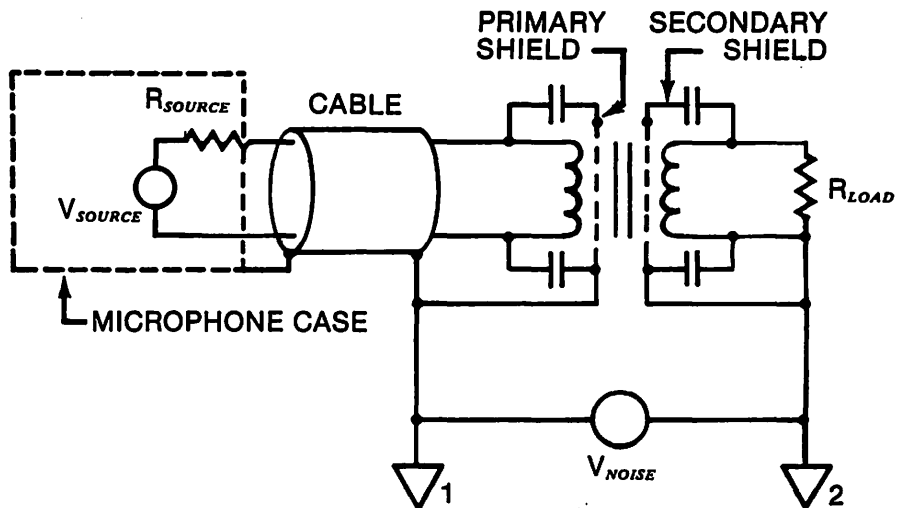 PRIMARY
SHIELD
SECONDARY
SHIELD
CABLE
RSOURCE
VSOURCE
RLOAD
MICROPHONE CASE
VNOISE
1
2